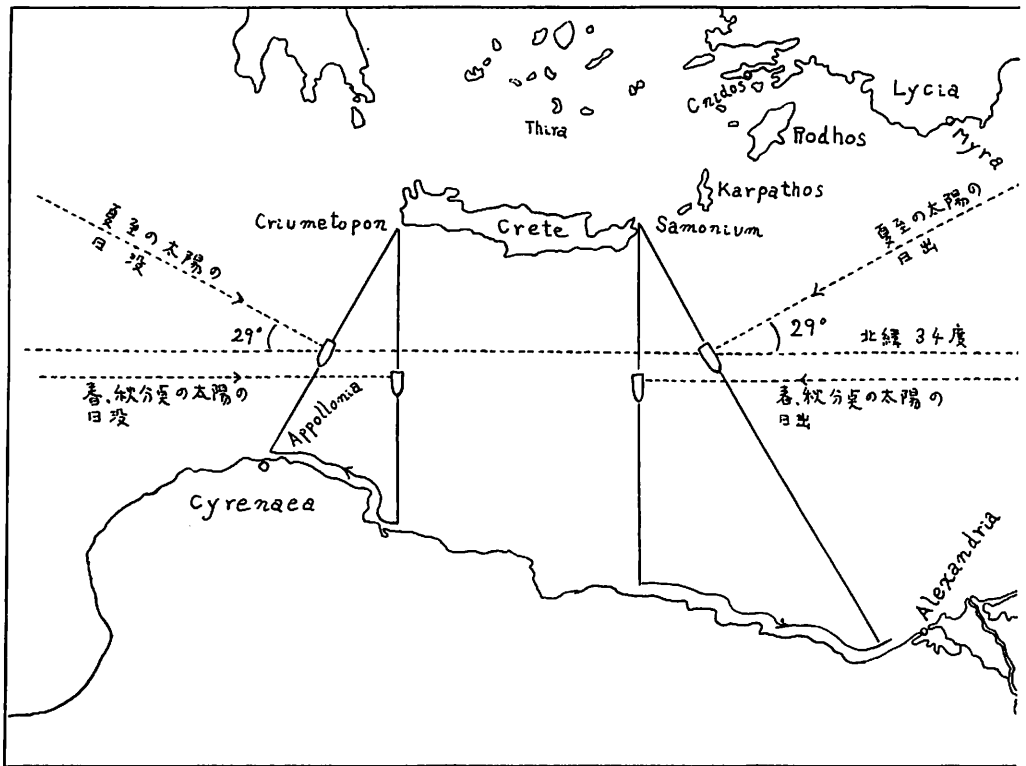 Thira
Cnidos
Lycia
Myra
Rodhos
Karpathos
Criumetopon
Crete
Samonium
夏至の太陽の
日没
夏至の太陽の
日出
29°
29°
北緯 34度
春、秋分点の太陽の
日没
春、秋分点の太陽の
日出
Appollonia
Cyrenaea
Alexandria